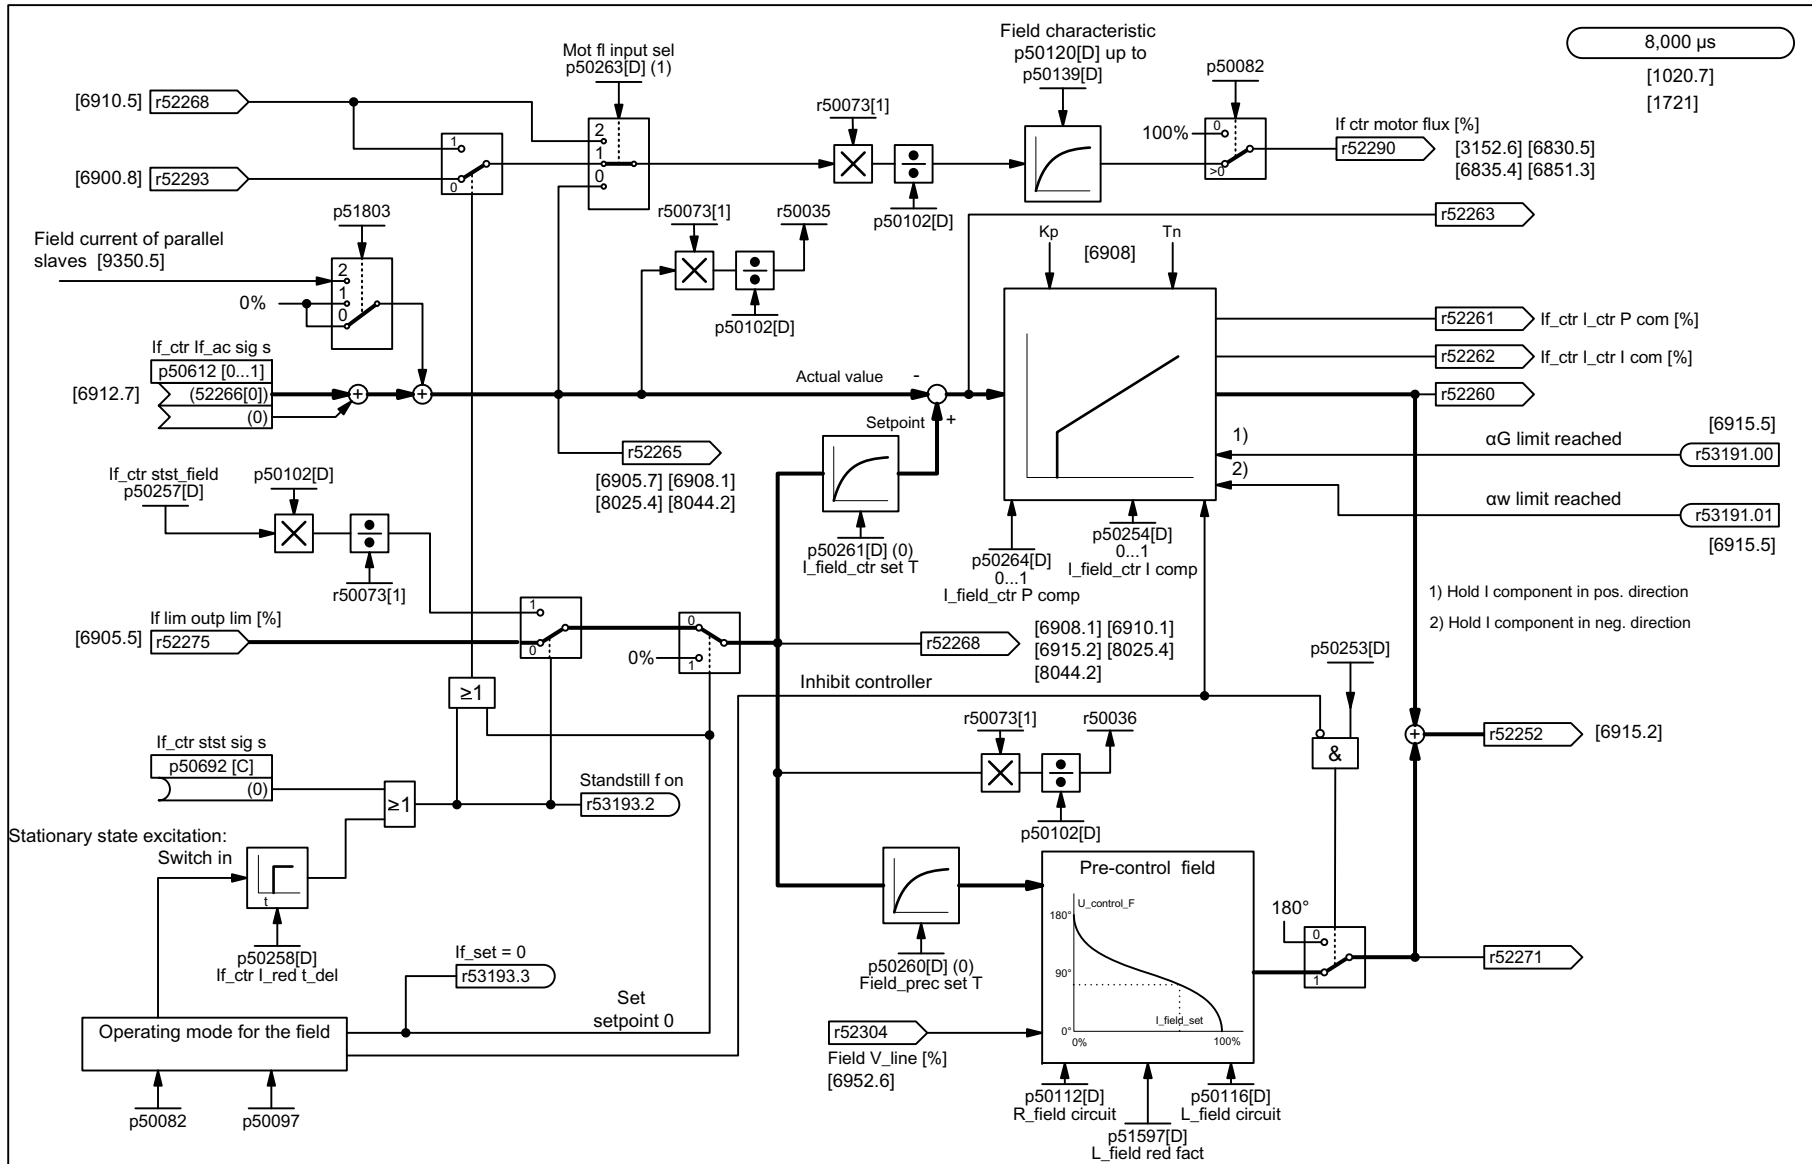 8,000 µs
[1020.7]
[1721]
Mot fl input sel
p50263[D] (1)
Field characteristic
p50120[D] up to
p50139[D]
p50082
[6910.5] r52268
[6900.8] r52293
1
0
2
1
0
r50073[1]
p50102[D]
100%
0
>0
If ctr motor flux [%]
r52290
[3152.6] [6830.5]
[6835.4] [6851.3]
r52263
p51803
Field current of parallel
slaves [9350.5]
2
1
0
0%
r50073[1]
r50035
p50102[D]
Kp
Tn
[6908]
r52261 If_ctr I_ctr P com [%]
r52262 If_ctr I_ctr I com [%]
r52260
If_ctr If_ac sig s
p50612 [0...1]
[6912.7] (52266[0])
(0)
+
+
Actual value
-
Setpoint
+
r52265
[6905.7] [6908.1]
[8025.4] [8044.2]
1)
2)
αG limit reached
[6915.5]
r53191.00
αw limit reached
r53191.01
[6915.5]
If_ctr stst_field
p50257[D]
p50102[D]
r50073[1]
p50261[D] (0)
I_field_ctr set T
p50264[D]
0...1
I_field_ctr P comp
p50254[D]
0...1
I_field_ctr I comp
1) Hold I component in pos. direction
2) Hold I component in neg. direction
If lim outp lim [%]
[6905.5] r52275
1
0
0
1
0%
r52268
[6908.1] [6910.1]
[6915.2] [8025.4]
[8044.2]
p50253[D]
≥1
Inhibit controller
r50073[1]
r50036
p50102[D]
&
+
r52252 [6915.2]
If_ctr stst sig s
p50692 [C]
(0)
≥1
Standstill f on
r53193.2
Stationary state excitation:
Switch in
t
p50258[D]
If_ctr I_red t_del
If_set = 0
r53193.3
Set
setpoint 0
Operating mode for the field
p50082
p50097
p50260[D] (0)
Field_prec set T
r52304
Field V_line [%]
[6952.6]
Pre-control field
U_control_F
180°
90°
0°
I_field_set
0%
100%
p50112[D]
R_field circuit
p50116[D]
L_field circuit
p51597[D]
L_field red fact
180°
0
1
r52271